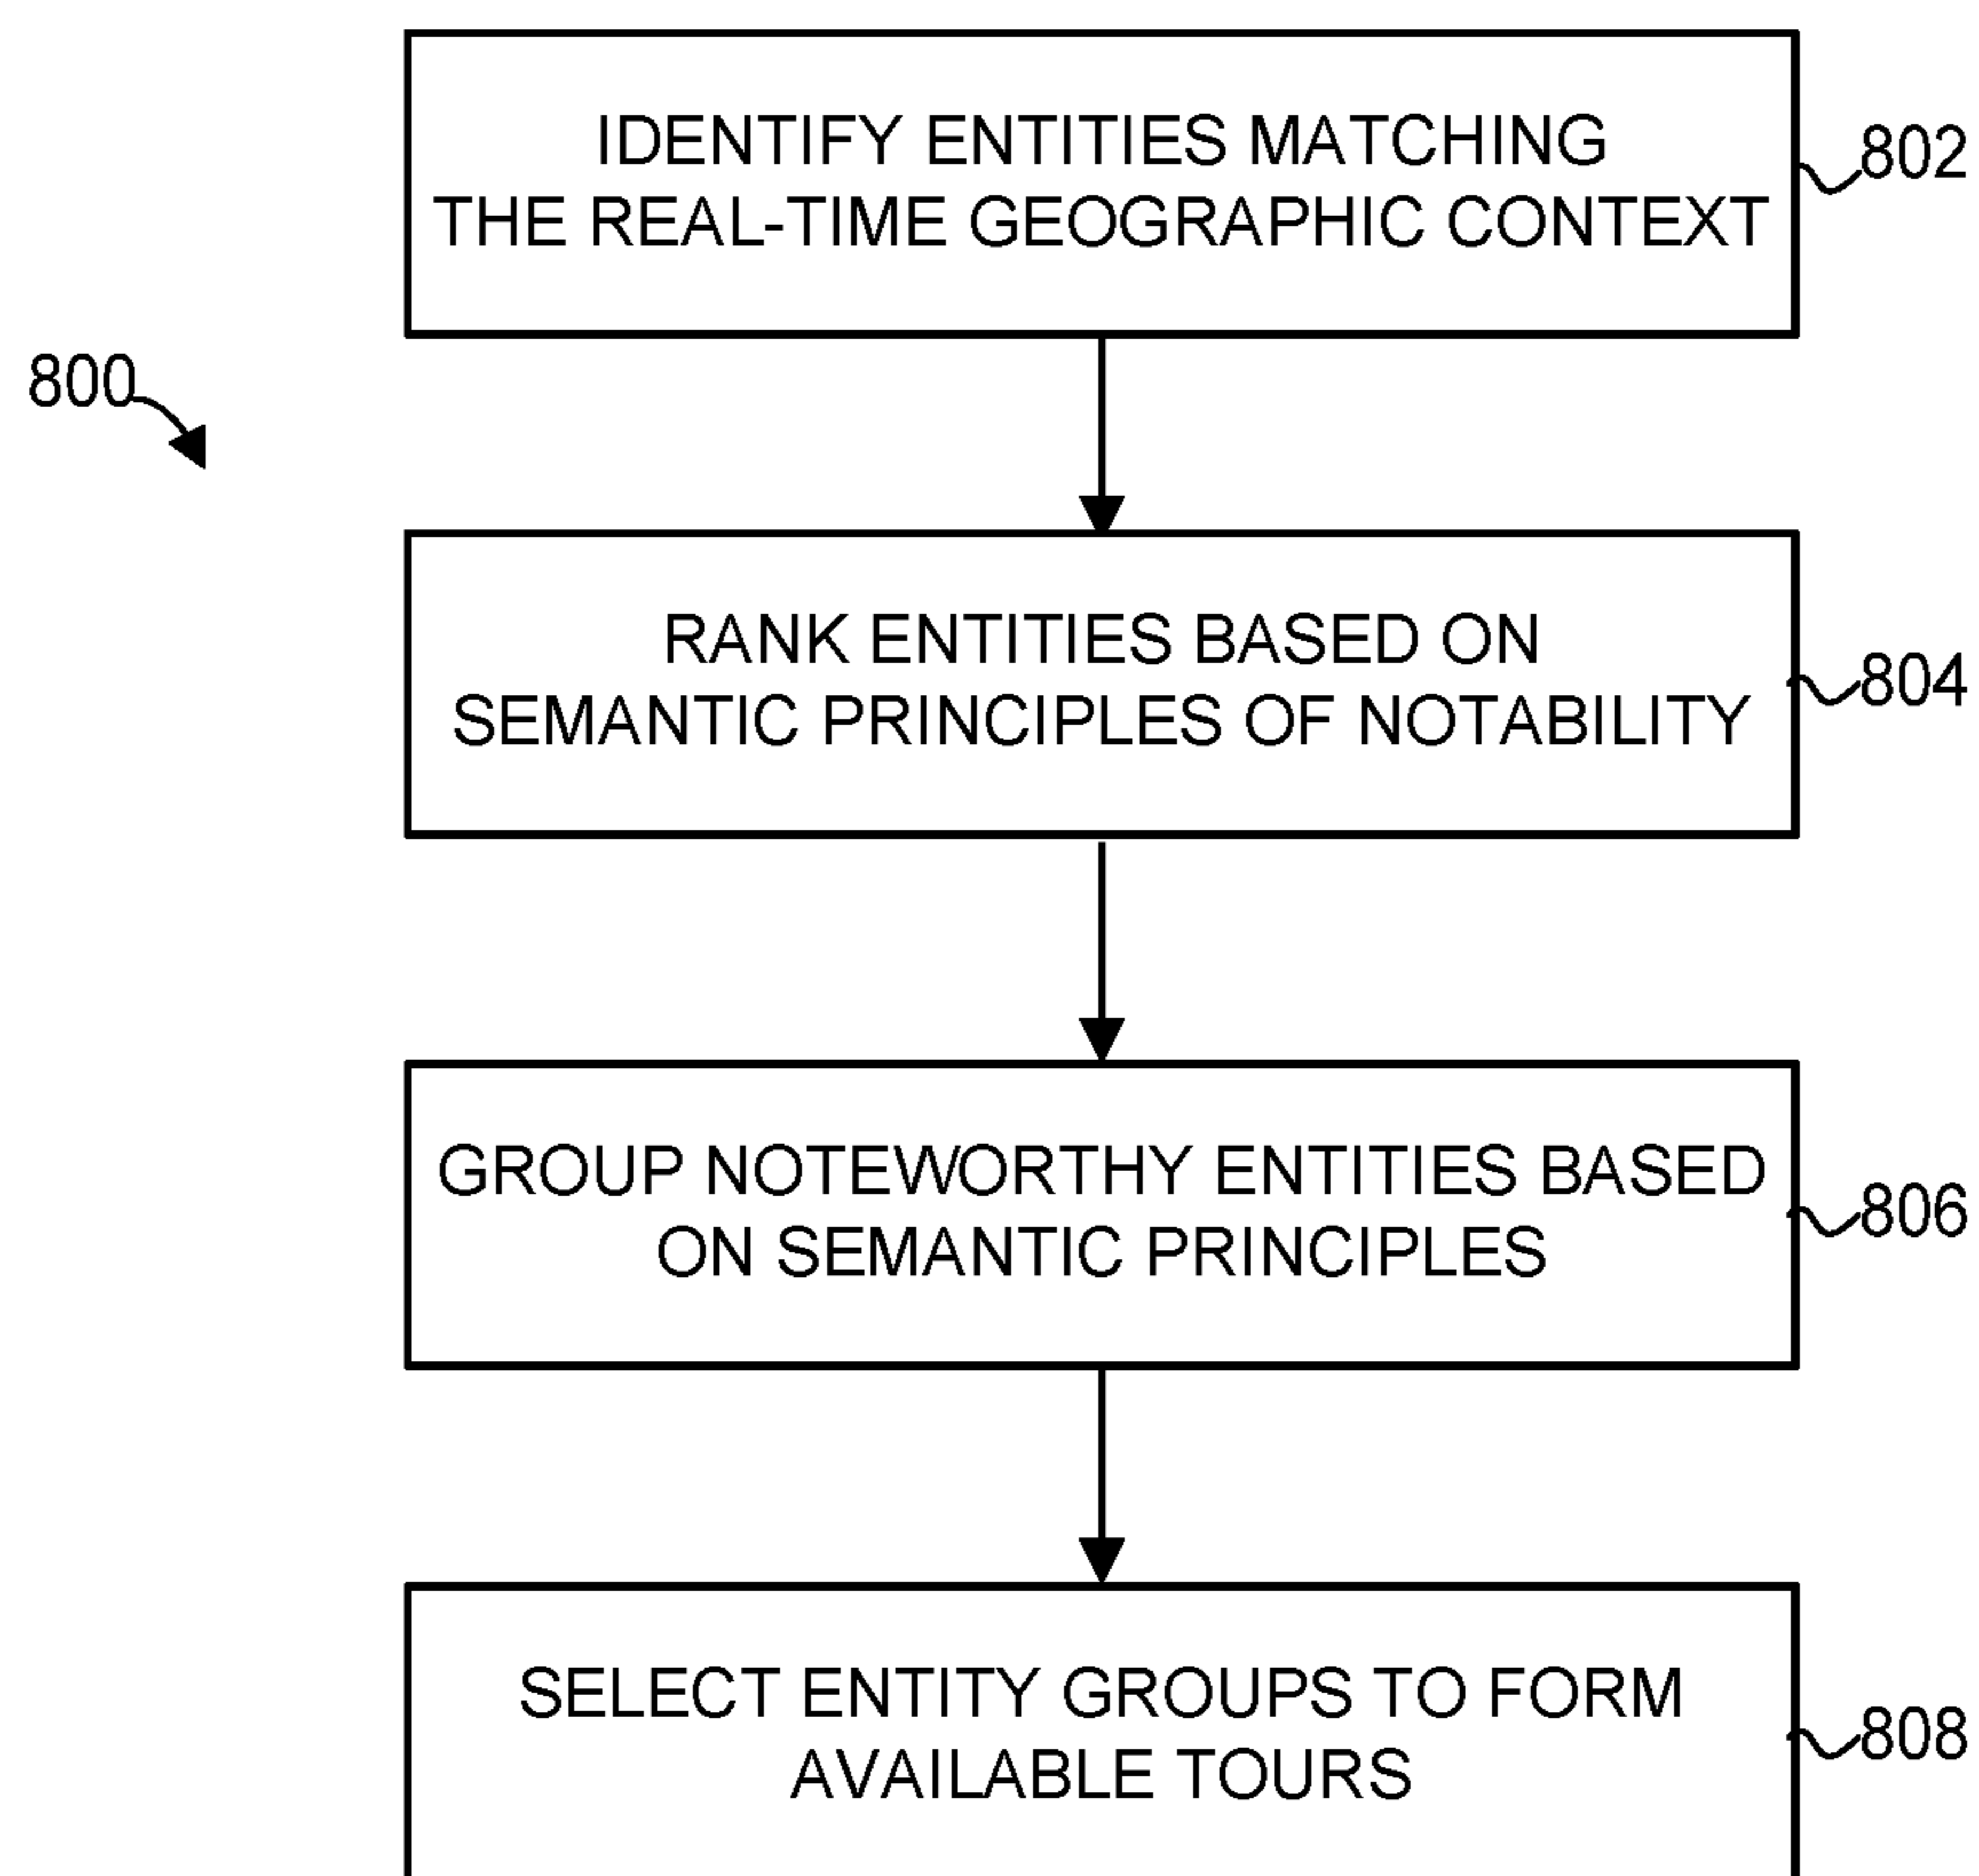 IDENTIFY ENTITIES MATCHING
THE REAL-TIME GEOGRAPHIC CONTEXT
802
800
RANK ENTITIES BASED ON
SEMANTIC PRINCIPLES OF NOTABILITY
804
GROUP NOTEWORTHY ENTITIES BASED
ON SEMANTIC PRINCIPLES
806
SELECT ENTITY GROUPS TO FORM
AVAILABLE TOURS
808